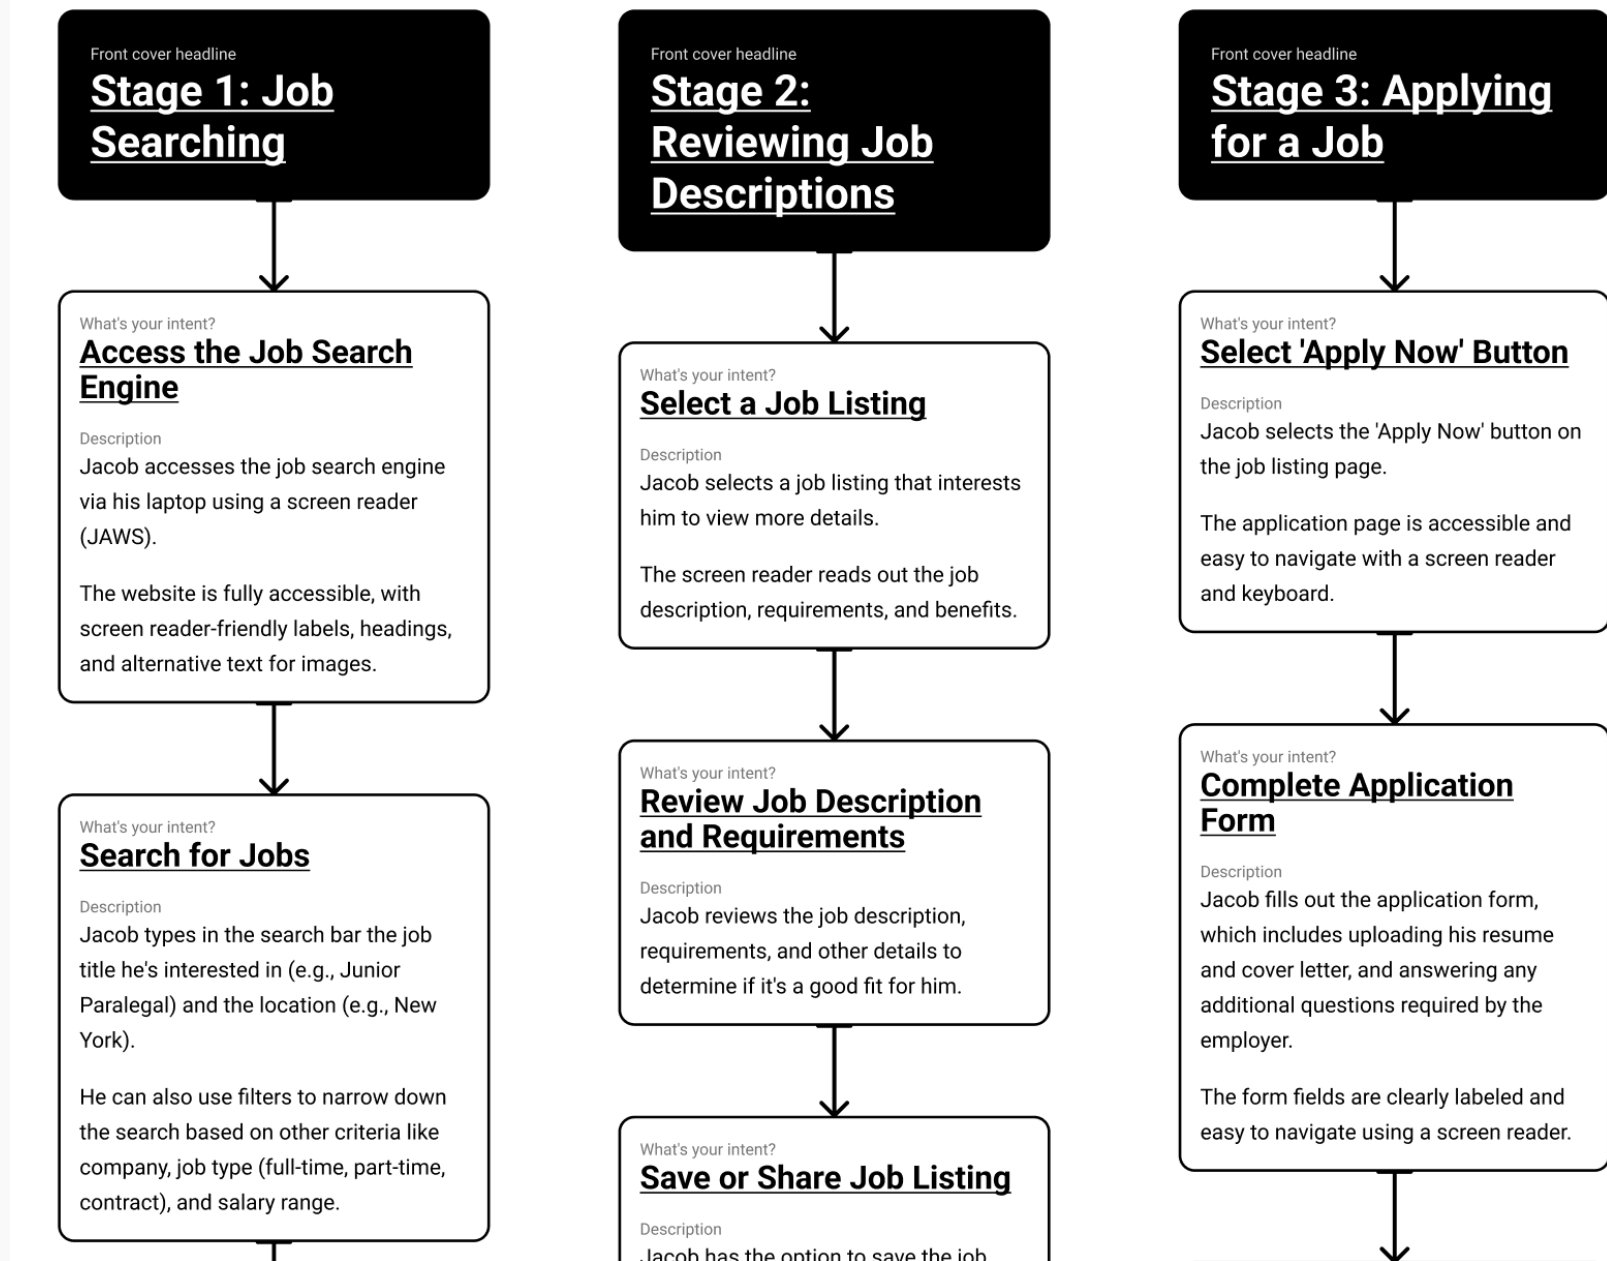 Front cover headline
Stage 1: Job
Searching
What's your intent?
Access the Job Search
Engine
Description
Jacob accesses the job search engine
via his laptop using a screen reader
(JAWS).
The website is fully accessible, with
screen reader-friendly labels, headings,
and alternative text for images.
What's your intent?
Search for Jobs
Description
Jacob types in the search bar the job
title he's interested in (e.g., Junior
Paralegal) and the location (e.g., New
York).
He can also use filters to narrow down
the search based on other criteria like
company, job type (full-time, part-time,
contract), and salary range.
Front cover headline
Stage 2:
Reviewing Job
Descriptions
What's your intent?
Select a Job Listing
Description
Jacob selects a job listing that interests
him to view more details.
The screen reader reads out the job
description, requirements, and benefits.
What's your intent?
Review Job Description
and Requirements
Description
Jacob reviews the job description,
requirements, and other details to
determine if it's a good fit for him.
What's your intent?
Save or Share Job Listing
Description
Jacob has the option to save the job
Front cover headline
Stage 3: Applying
for a Job
What's your intent?
Select 'Apply Now' Button
Description
Jacob selects the 'Apply Now' button on
the job listing page.
The application page is accessible and
easy to navigate with a screen reader
and keyboard.
What's your intent?
Complete Application
Form
Description
Jacob fills out the application form,
which includes uploading his resume
and cover letter, and answering any
additional questions required by the
employer.
The form fields are clearly labeled and
easy to navigate using a screen reader.